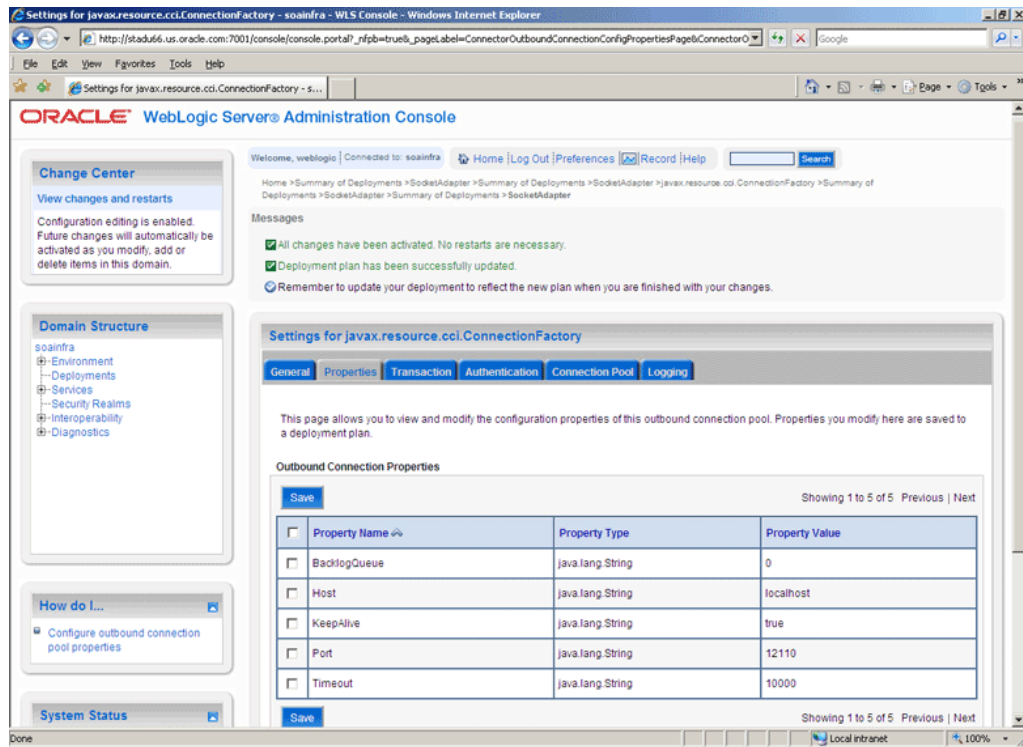 Settings for javax.resource.cci.ConnectionFactory - soainfra - WLS Console - Windows Internet Explorer
http://stadu66.us.oracle.com:7001/console/console.portal?_nfpb=true&_pageLabel=ConnectorOutboundConnectionConfigPropertiesPage&ConnectorO
Google
File Edit View Favorites Tools Help
Settings for javax.resource.cci.ConnectionFactory - s...
Page Tools
ORACLE WebLogic Server® Administration Console
Change Center
View changes and restarts
Configuration editing is enabled.
Future changes will automatically be
activated as you modify, add or
delete items in this domain.
Domain Structure
soainfra
Environment
Deployments
Services
Security Realms
Interoperability
Diagnostics
How do I...
Configure outbound connection
pool properties
System Status
Welcome, weblogic Connected to: soainfra Home Log Out Preferences Record Help Search
Home >Summary of Deployments >SocketAdapter >Summary of Deployments >SocketAdapter >javax.resource.cci.ConnectionFactory >Summary of
Deployments >SocketAdapter >Summary of Deployments >SocketAdapter
Messages
All changes have been activated. No restarts are necessary.
Deployment plan has been successfully updated.
Remember to update your deployment to reflect the new plan when you are finished with your changes.
Settings for javax.resource.cci.ConnectionFactory
General Properties Transaction Authentication Connection Pool Logging
This page allows you to view and modify the configuration properties of this outbound connection pool. Properties you modify here are saved to
a deployment plan.
Outbound Connection Properties
Save Showing 1 to 5 of 5 Previous | Next
Property Name Property Type Property Value
BacklogQueue java.lang.String 0
Host java.lang.String localhost
KeepAlive java.lang.String true
Port java.lang.String 12110
Timeout java.lang.String 10000
Save Showing 1 to 5 of 5 Previous | Next
Done Local intranet 100%